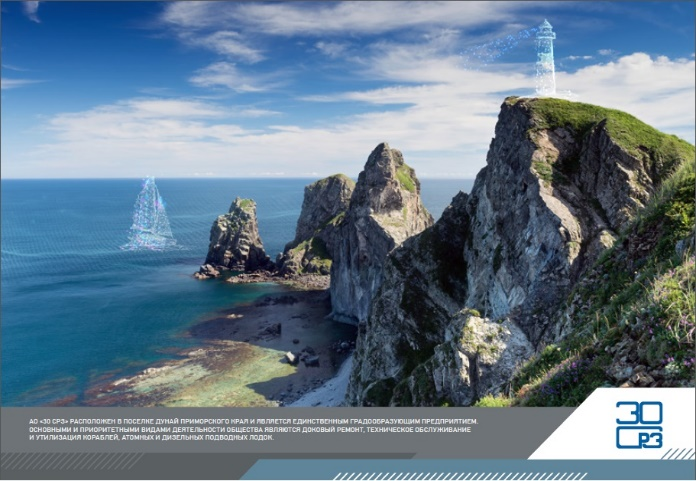 АО «30 СРЗ» РАСПОЛОЖЕН В ПОСЕЛКЕ ДУНАЙ ПРИМОРСКОГО КРАЯ И ЯВЛЯЕТСЯ ЕДИНСТВЕННЫМ ГРАДООБРАЗУЮЩИМ ПРЕДПРИЯТИЕМ.
ОСНОВНЫМИ И ПРИОРИТЕТНЫМИ ВИДАМИ ДЕЯТЕЛЬНОСТИ ОБЩЕСТВА ЯВЛЯЮТСЯ ДОКОВЫЙ РЕМОНТ, ТЕХНИЧЕСКОЕ ОБСЛУЖИВАНИЕ
И УТИЛИЗАЦИЯ КОРАБЛЕЙ, АТОМНЫХ И ДИЗЕЛЬНЫХ ПОДВОДНЫХ ЛОДОК.
30
СРЗ